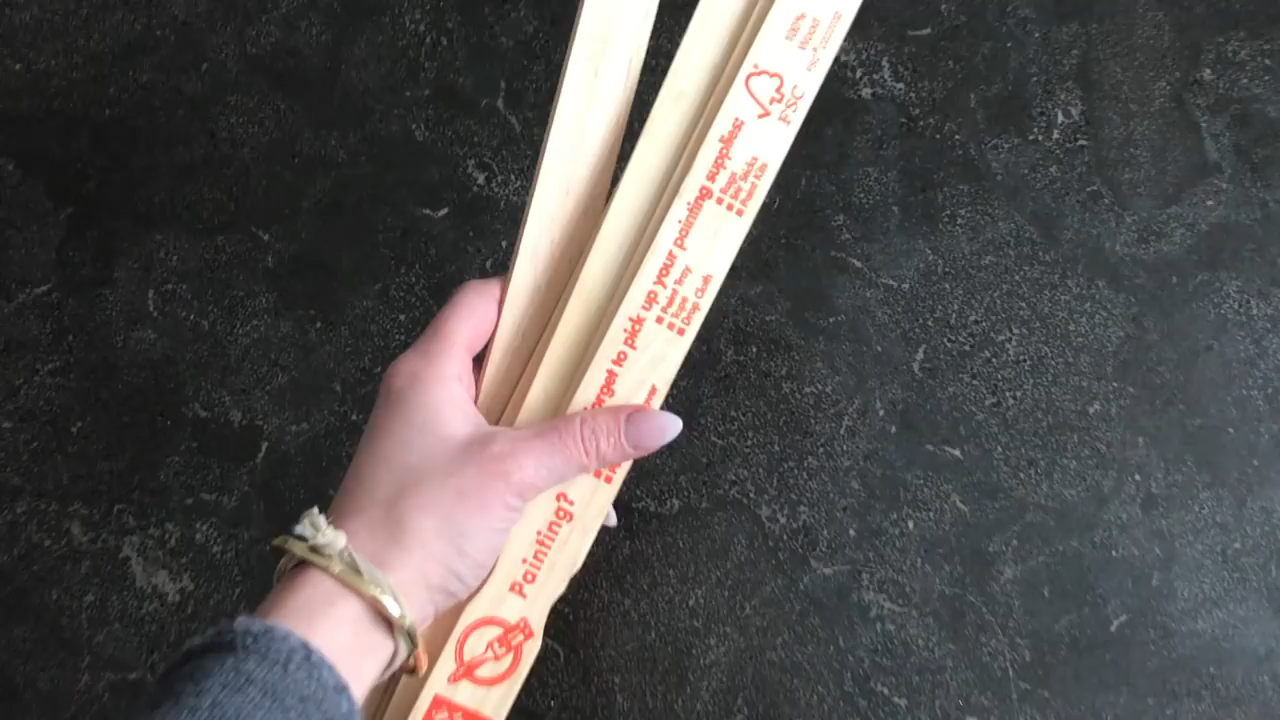 Painting?
orget to pick up your painting supplies:
■ Paint Tray
■ Tape
■ Drop Cloth
■ Rags
■ Stir Sticks
■ Paint Kits
FSC
100%
Wood